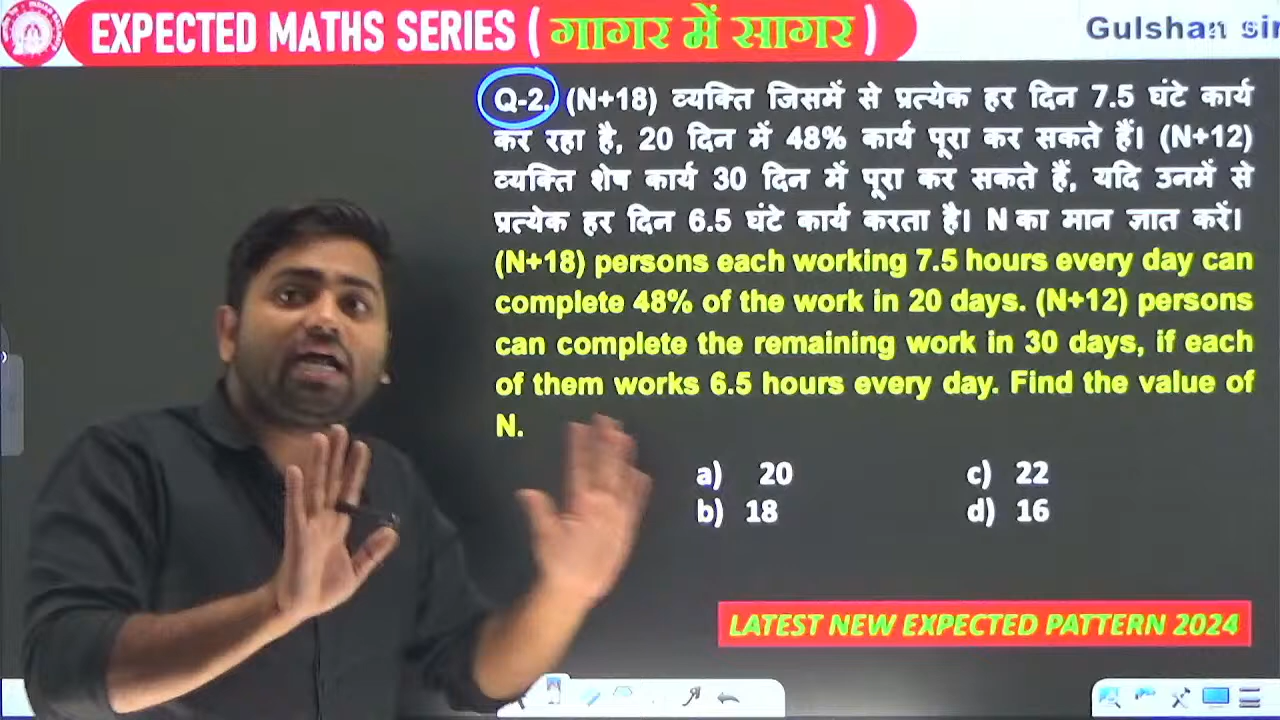 EXPECTED MATHS SERIES ( गागर में सागर )
Gulshan sir
Q-2. (N+18) व्यक्ति जिसमें से प्रत्येक हर दिन 7.5 घंटे कार्य
कर रहा है, 20 दिन में 48% कार्य पूरा कर सकते हैं। (N+12)
व्यक्ति शेष कार्य 30 दिन में पूरा कर सकते हैं, यदि उनमें से
प्रत्येक हर दिन 6.5 घंटे कार्य करता है। N का मान ज्ञात करें।
(N+18) persons each working 7.5 hours every day can
complete 48% of the work in 20 days. (N+12) persons
can complete the remaining work in 30 days, if each
of them works 6.5 hours every day. Find the value of
N.
a) 20 c) 22
b) 18 d) 16
LATEST NEW EXPECTED PATTERN 2024